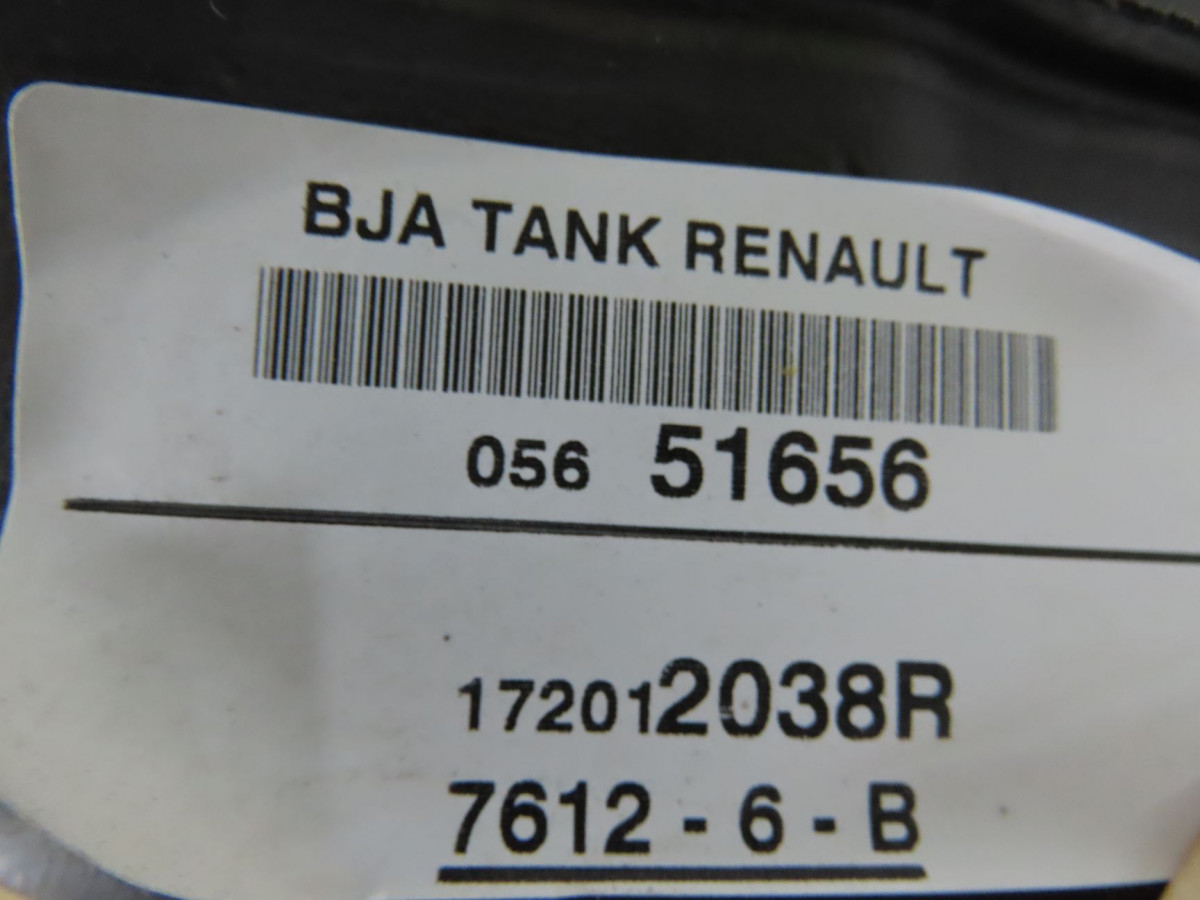 BJA TANK RENAULT
056 51656
172012038R
7612 - 6 - B